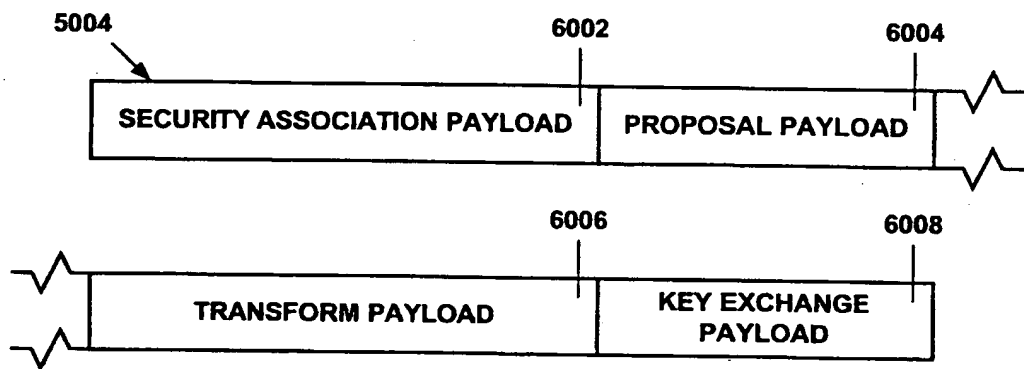 5004
6002
6004
SECURITY ASSOCIATION PAYLOAD
PROPOSAL PAYLOAD
6006
6008
TRANSFORM PAYLOAD
KEY EXCHANGE
PAYLOAD